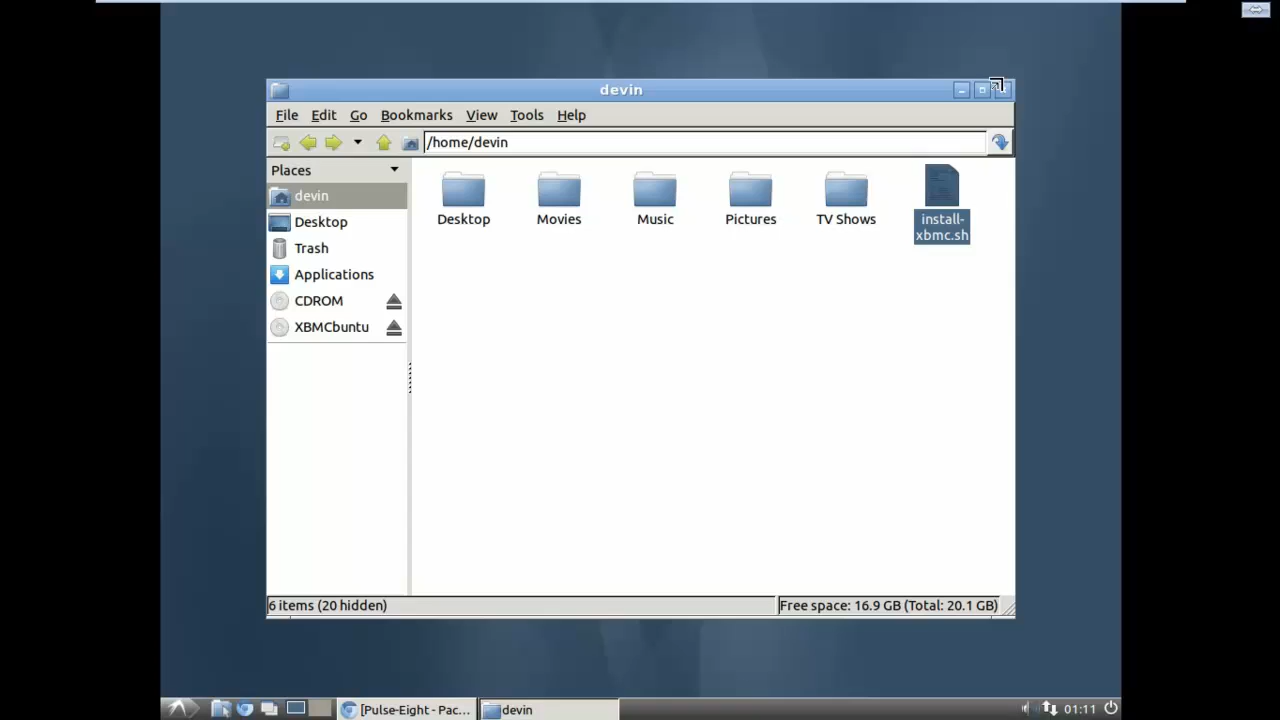 devin
File Edit Go Bookmarks View Tools Help
/home/devin
Places
devin
Desktop
Trash
Applications
CDROM
XBMCbuntu
Desktop Movies Music Pictures TV Shows install-
xbmc.sh
6 items (20 hidden) Free space: 16.9 GB (Total: 20.1 GB)
[Pulse-Eight - Pac... devin 01:11